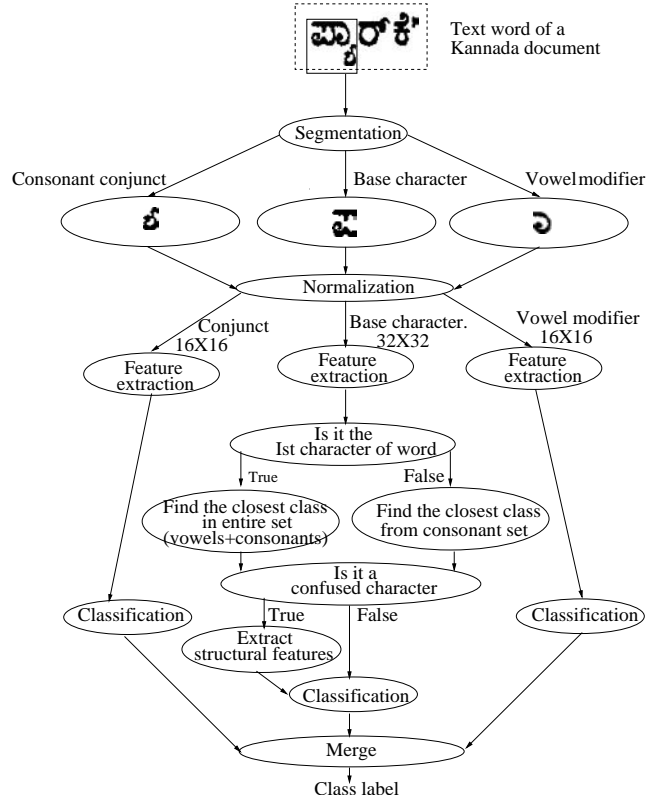 ಪ್ಯಾರ್ಕೆ
Text word of a
Kannada document
Segmentation
Consonant conjunct
Base character
Vowel modifier
Normalization
Conjunct
16X16
Base character.
32X32
Vowel modifier
16X16
Feature
extraction
Feature
extraction
Feature extraction
Is it the
Ist character of word
True
False
Find the closest class
in entire set
(vowels+consonants)
Find the closest class
from consonant set
Is it a
confused character
True
False
Classification
Extract
structural features
Classification
Classification
Merge
Class label